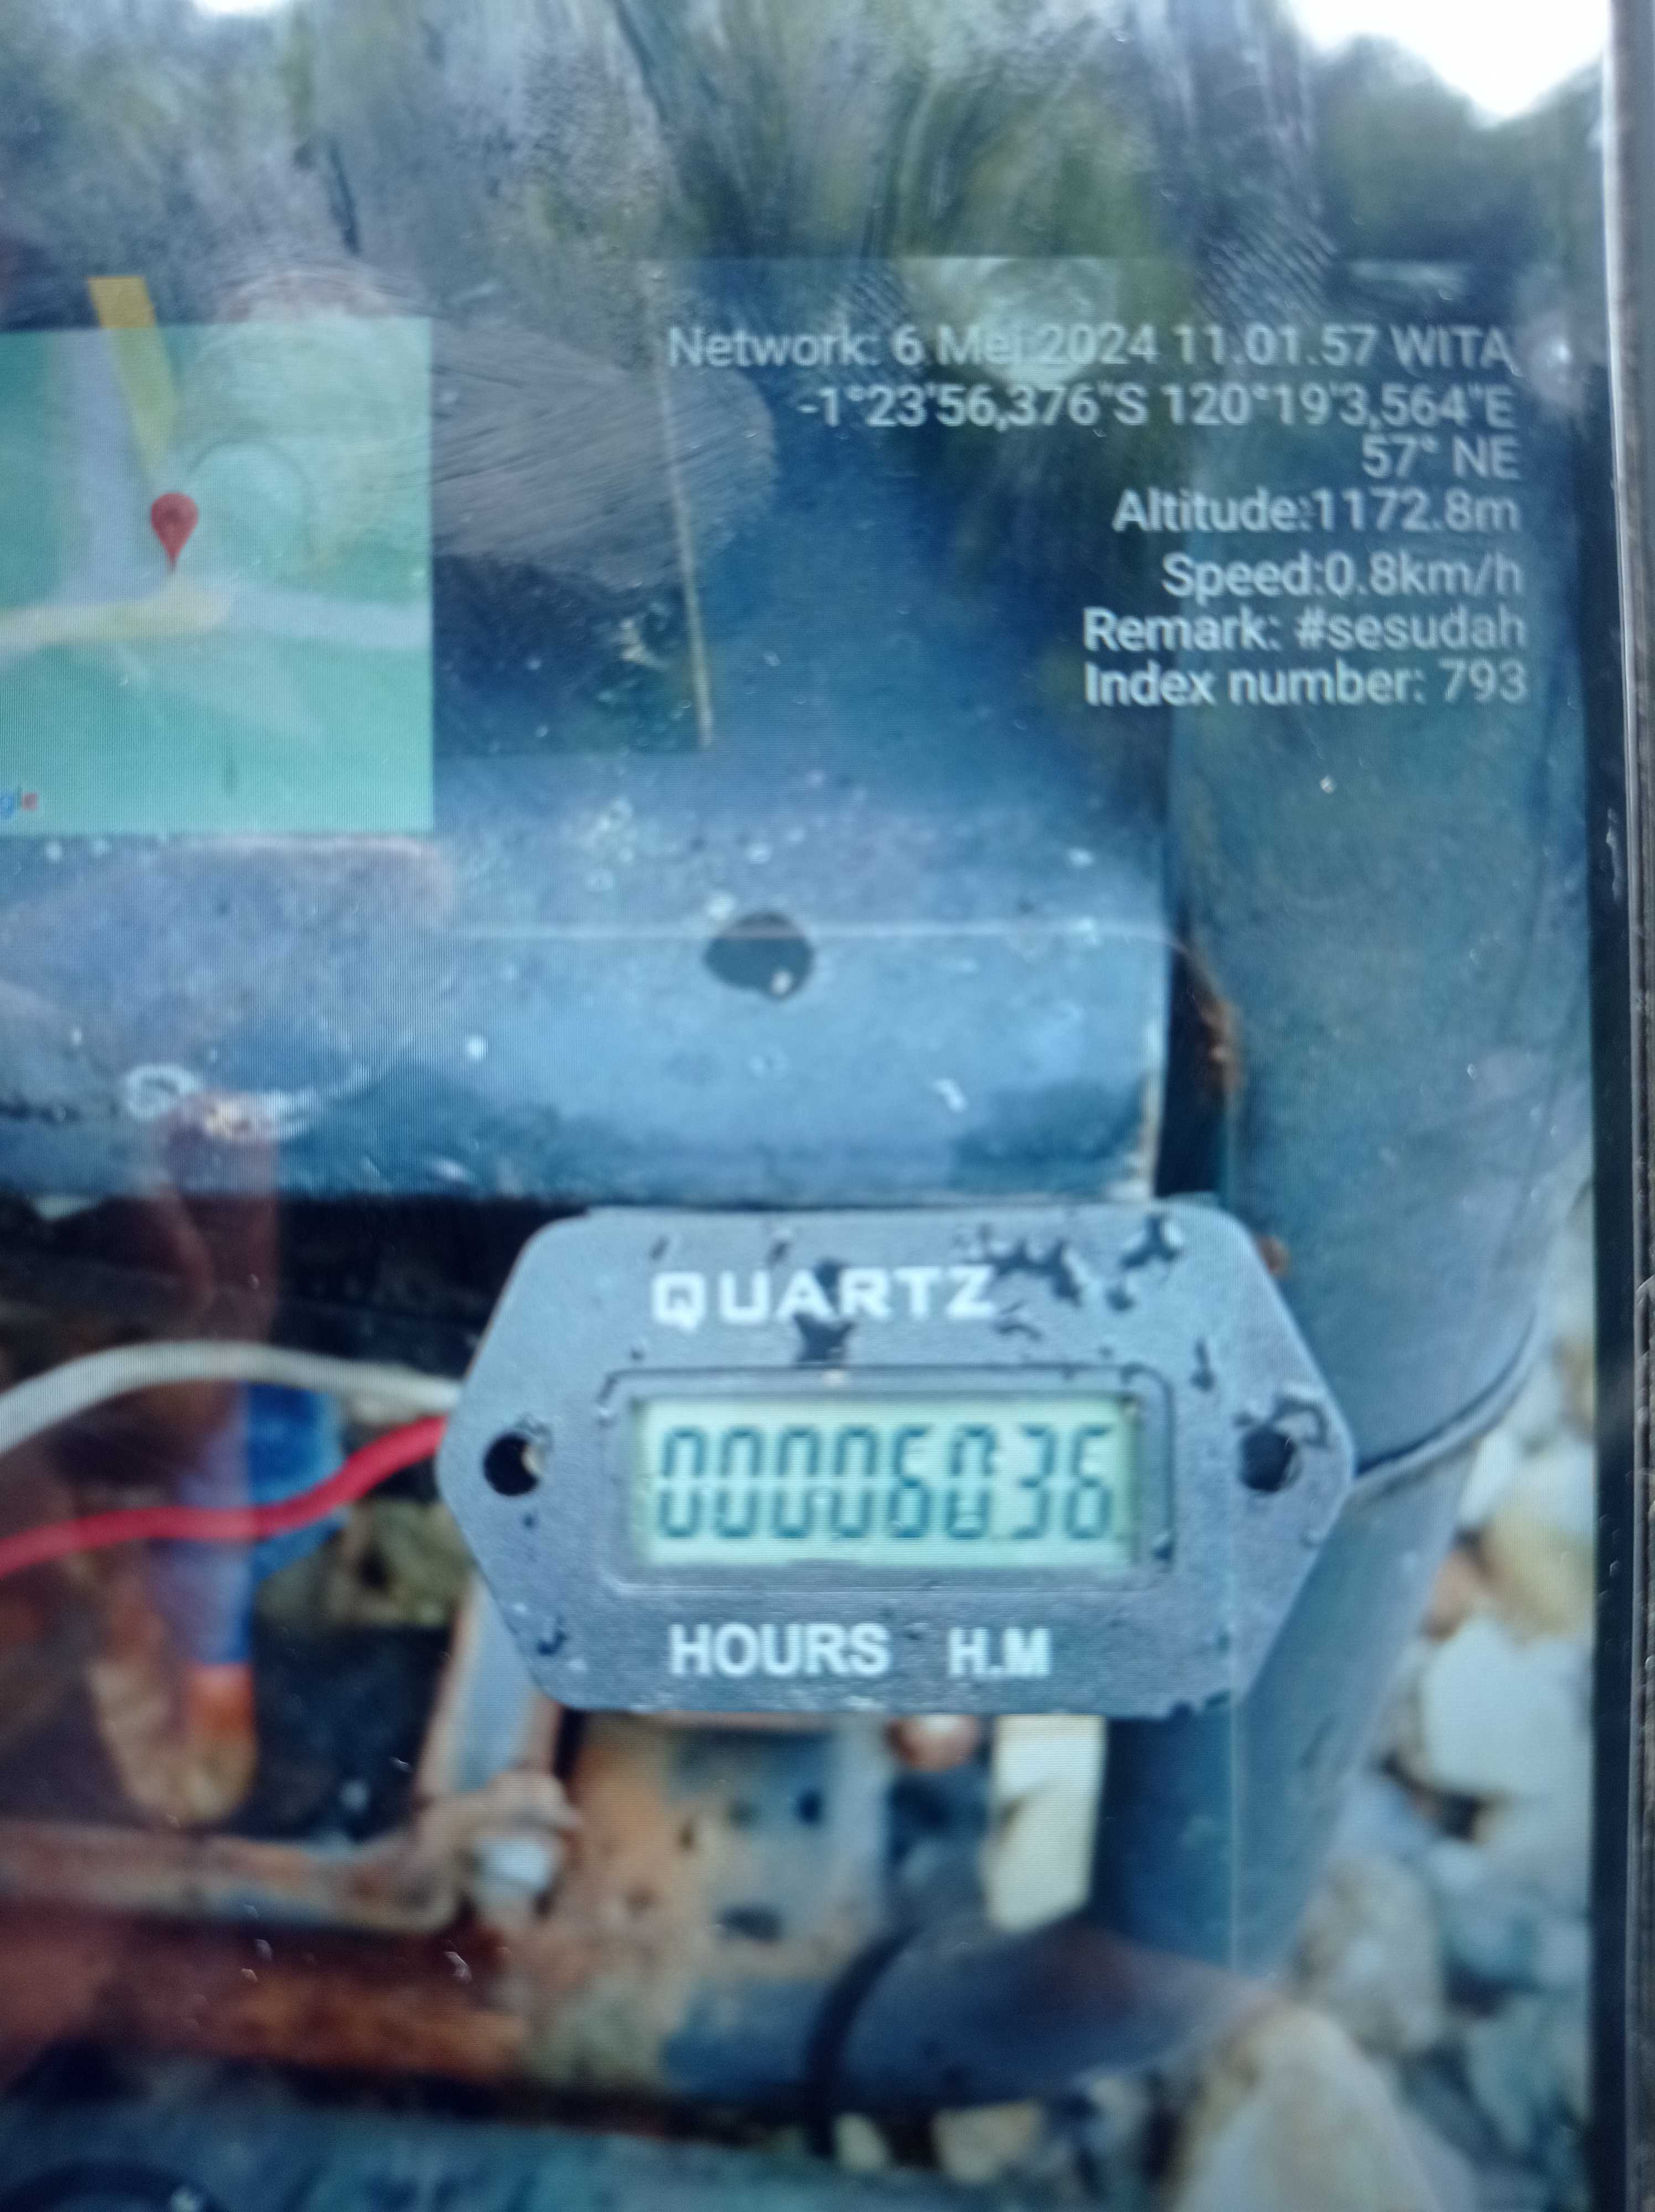 Network: 6 Mei 2024 11.01.57 WITA
-1°23'56,376"S 120°19'3,564"E
57° NE
Altitude:1172.8m
Speed:0.8km/h
Remark: #sesudah
Index number: 793
gle
QUARTZ
HOURS H.M